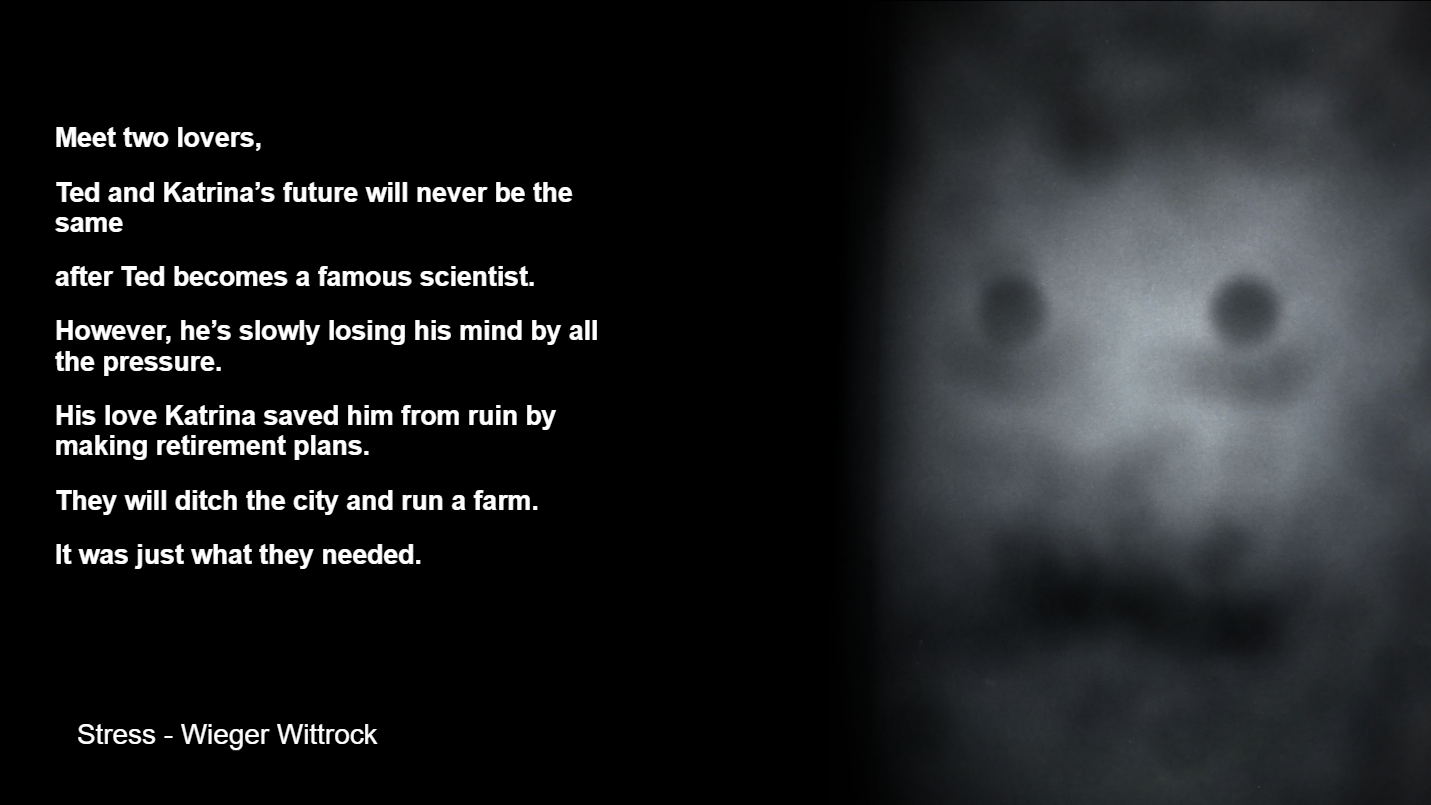 Meet two lovers,
Ted and Katrina’s future will never be the
same
after Ted becomes a famous scientist.
However, he’s slowly losing his mind by all
the pressure.
His love Katrina saved him from ruin by
making retirement plans.
They will ditch the city and run a farm.
It was just what they needed.
Stress - Wieger Wittrock